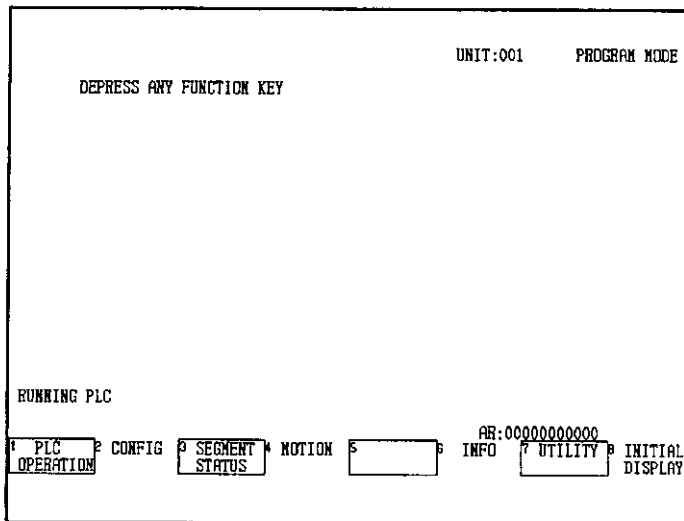 UNIT:001 PROGRAM MODE
DEPRESS ANY FUNCTION KEY
RUNNING PLC
AR:00000000000
1 PLC OPERATION 2 CONFIG 3 SEGMENT STATUS 4 MOTION 5 6 INFO 7 UTILITY 8 INITIAL DISPLAY